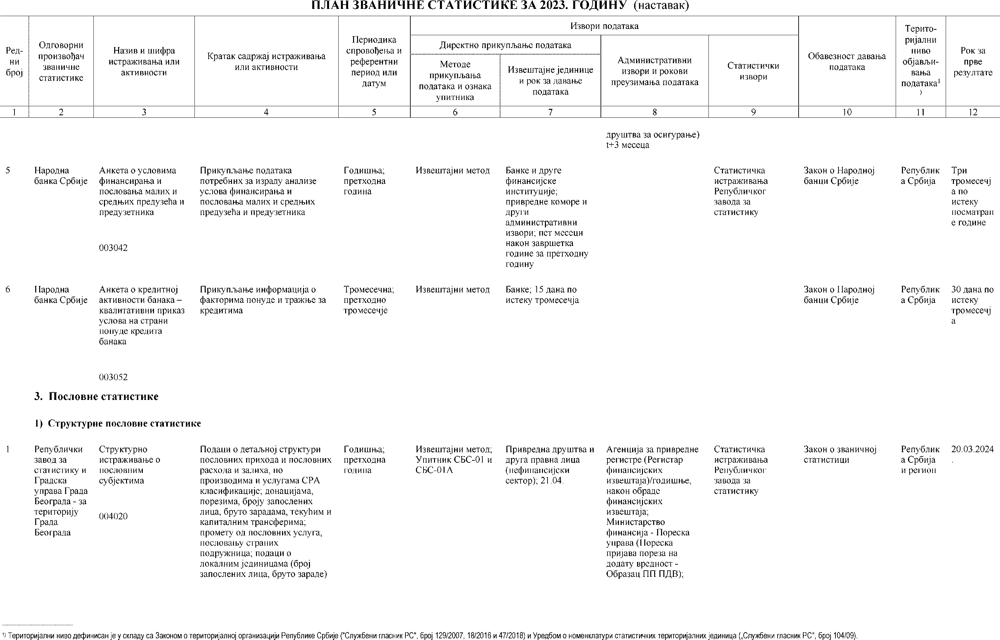 ПЛАН ЗВАНИЧНЕ СТАТИСТИКЕ ЗА 2023. ГОДИНУ (наставак)
Ред-
ни
број
Одговорни
произвођач
званичне
статистике
Назив и шифра
истраживања или
активности
Кратак садржај истраживања
или активности
Периодика
спровођења и
референтни
период или
датум
Извори података
Директно прикупљање података
Методе
прикупљања
података и ознака
упитника
Извештајне јединице
и рок за давање
података
Административни
извори и рокови
преузимања података
Статистички
извори
Обавезност давања
података
Терито-
ријални
ниво
објављи-
вања
података¹
)
Рок за
прве
резултате
1 2 3 4 5 6 7 8 9 10 11 12
друштва за осигурање)
t+3 месеца
5
Народна
банка Србије
Анкета о условима
финансирања и
пословања малих и
средњих предузећа и
предузетника
003042
Прикупљање података
потребних за израду анализе
услова финансирања и
пословања малих и средњих
предузећа и предузетника
Годишња;
претходна
година
Извештајни метод
Банке и друге
финансијске
институције;
привредне коморе и
други
административни
извори; пет месеци
након завршетка
године за претходну
годину
Статистичка
истраживања
Републичког
завода за
статистику
Закон о Народној
банци Србије
Републик
а Србија
Три
тромесечј
а по
истеку
посматран
е године
6
Народна
банка Србије
Анкета о кредитној
активности банака –
квалитативни приказ
услова на страни
понуде кредита
банака
003052
Прикупљање информација о
факторима понуде и тражње за
кредитима
Тромесечна;
претходно
тромесечје
Извештајни метод
Банке; 15 дана по
истеку тромесечја
Закон о Народној
банци Србије
Републик
а Србија
30 дана по
истеку
тромесечј
а
3. Пословне статистике
1) Структурне пословне статистике
1
Републички
завод за
статистику и
Градска
управа Града
Београда - за
територију
Града
Београда
Структурно
истраживање о
пословним
субјектима
004020
Подаци о детаљној структури
пословних прихода и пословних
расхода и залиха, по
производима и услугама CPA
класификације; донацијама,
порезима, броју запослених
лица, бруто зарадама, текућим и
капиталним трансферима;
промету од пословних услуга,
пословању страних
подружница; подаци о
локалним јединицама (број
запослених лица, бруто зараде)
Годишња;
претходна
година
Извештајни метод;
Упитник СБС-01 и
СБС-01А
Привредна друштва и
друга правна лица
(нефинансијски
сектор); 21.04.
Агенција за привредне
регистре (Регистар
финансијских
извештаја)/годишње,
након обраде
финансијских
извештаја;
Министарство
финансија - Пореска
управа (Пореска
пријава пореза на
додату вредност -
Образац ПП ПДВ);
Статистичка
истраживања
Републичког
завода за
статистику
Закон о званичној
статистици
Републик
а Србија
и регион
20.03.2024
.
¹⁾ Територијални ниво дефинисан је у складу са Законом о територијалној организацији Републике Србије ("Службени гласник РС", број 129/2007, 18/2016 и 47/2018) и Уредбом о номенклатури статистичких територијалних јединица („Службени гласник РС", број 104/09).